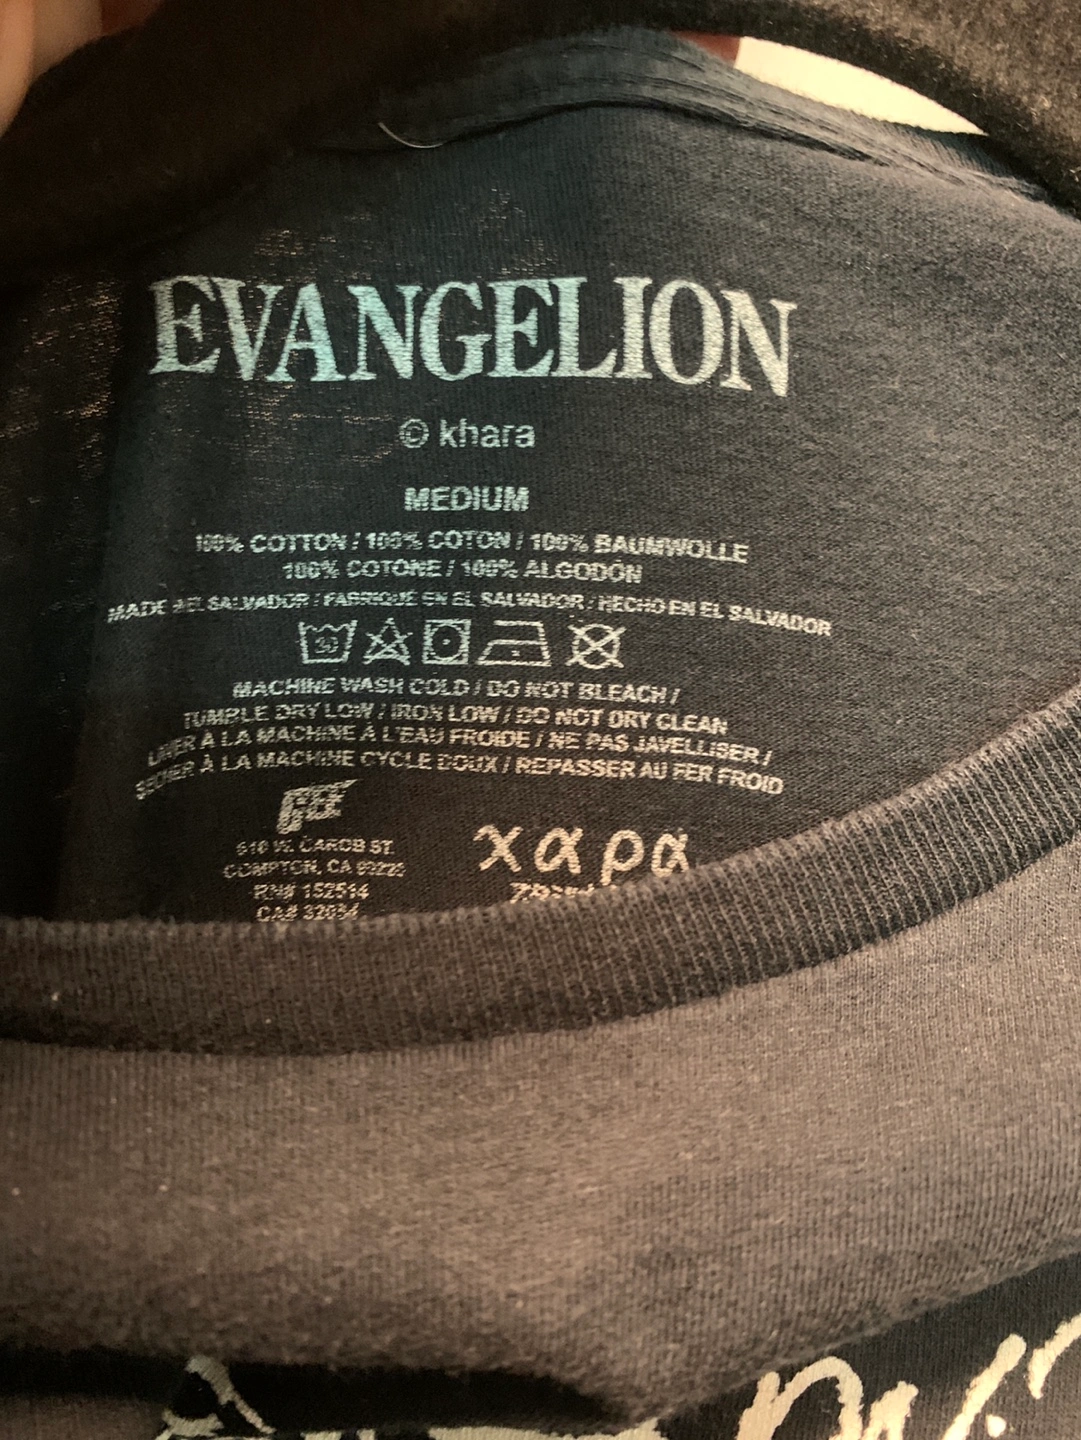 EVANGELION
© khara
MEDIUM
100% COTTON / 100% COTON / 100% BAUMWOLLE
100% COTONE / 100% ALGODÓN
MADE EL SALVADOR / FABRIQUÉ EN EL SALVADOR / HECHO EN EL SALVADOR
30
MACHINE WASH COLD / DO NOT BLEACH /
TUMBLE DRY LOW / IRON LOW / DO NOT DRY CLEAN
LAVER À LA MACHINE À L'EAU FROIDE / NE PAS JAVELLISER /
SÉCHER À LA MACHINE CYCLE DOUX / REPASSER AU FER FROID
W. CAROB ST.
COMPTON, CA
RN# 152514
CA#
χαρα